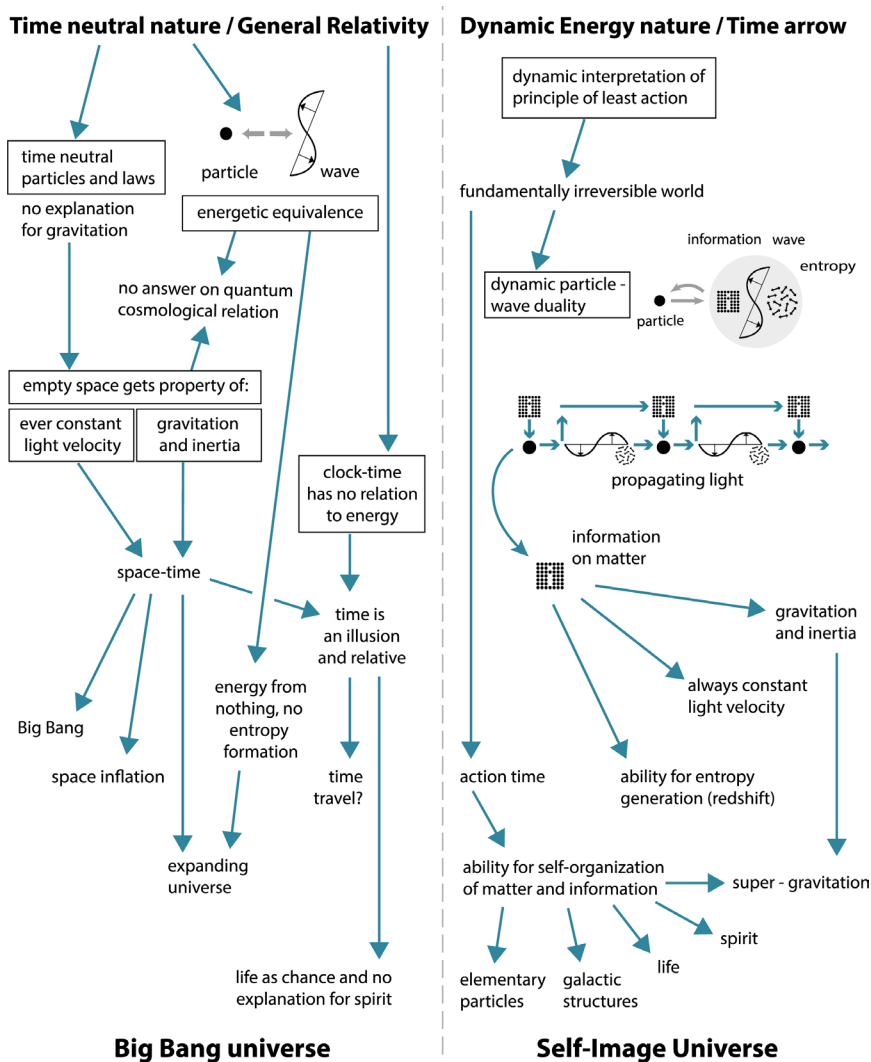 Time neutral nature / General Relativity
time neutral
particles and laws
no explanation
for gravitation
particle
wave
energetic equivalence
no answer on quantum
cosmological relation
empty space gets property of:
ever constant
light velocity
gravitation
and inertia
clock-time
has no relation
to energy
space-time
time is
an illusion
and relative
energy from
nothing, no
entropy
formation
Big Bang
space inflation
time
travel?
expanding
universe
life as chance and no
explanation for spirit
Big Bang universe
Dynamic Energy nature / Time arrow
dynamic interpretation of
principle of least action
fundamentally irreversible world
dynamic particle -
wave duality
information wave
entropy
particle
propagating light
information
on matter
gravitation
and inertia
always constant
light velocity
action time
ability for entropy
generation (redshift)
ability for self-organization
of matter and information
super - gravitation
spirit
life
elementary
particles
galactic
structures
Self-Image Universe